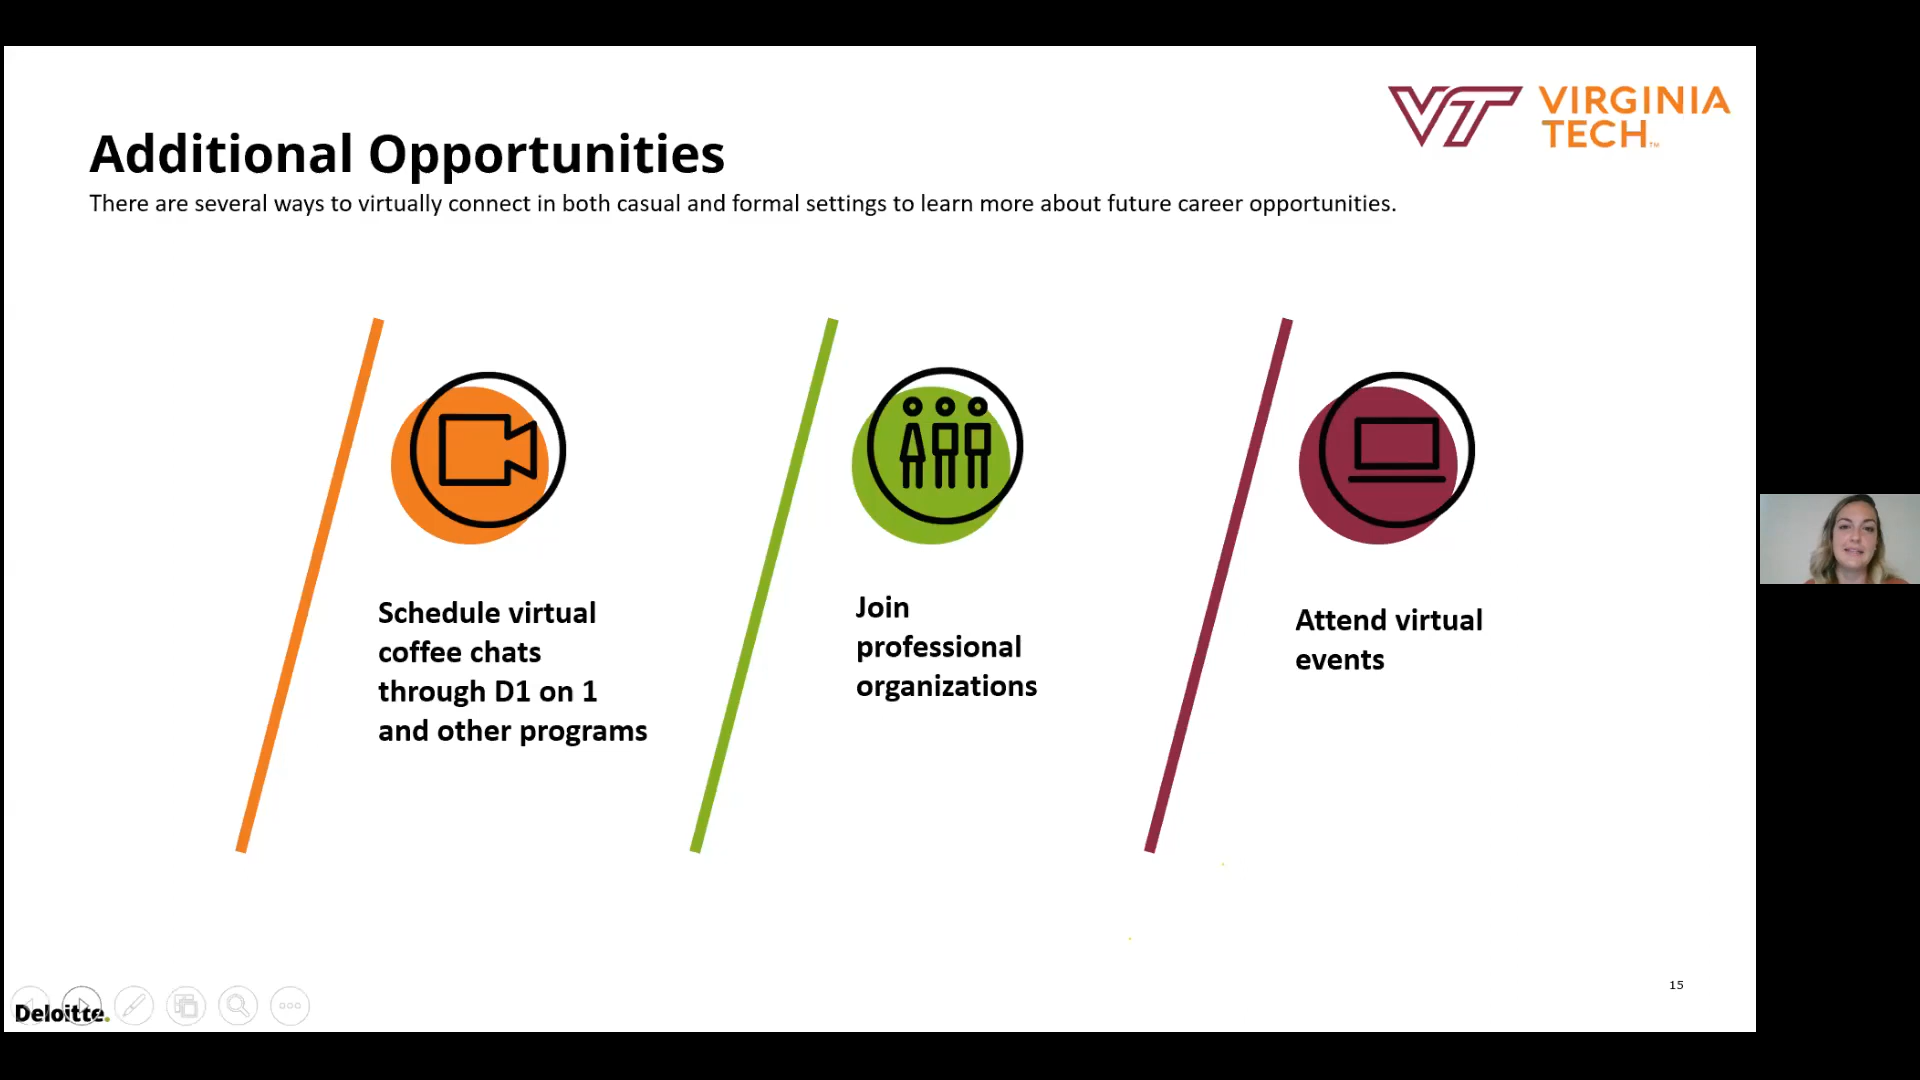 VT VIRGINIA
TECH™
Additional Opportunities
There are several ways to virtually connect in both casual and formal settings to learn more about future career opportunities.
Schedule virtual
coffee chats
through D1 on 1
and other programs
Join
professional
organizations
Attend virtual
events
15
Deloitte.